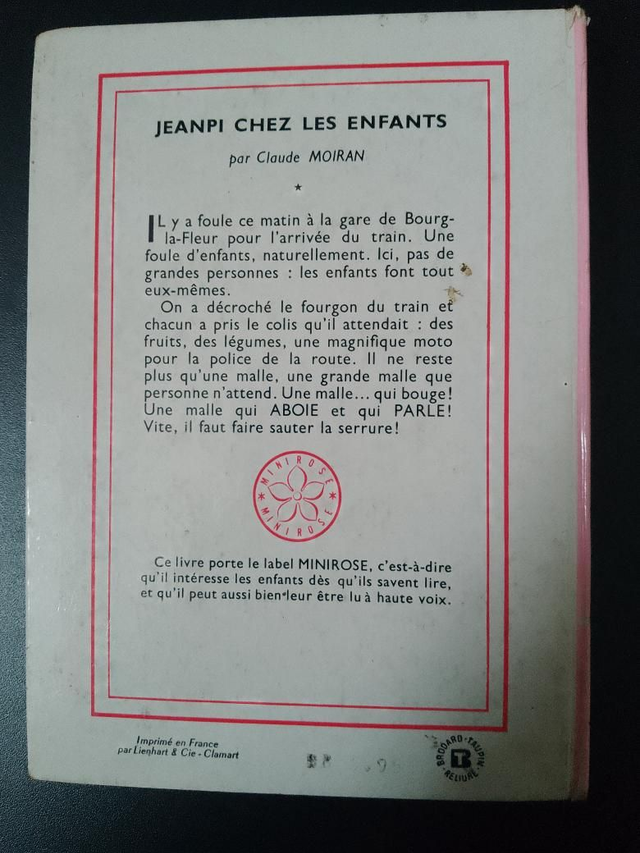 JEANPI CHEZ LES ENFANTS
par Claude MOIRAN
★
IL y a foule ce matin à la gare de Bourg-
la-Fleur pour l'arrivée du train. Une
foule d'enfants, naturellement. Ici, pas de
grandes personnes : les enfants font tout
eux-mêmes.
On a décroché le fourgon du train et
chacun a pris le colis qu'il attendait : des
fruits, des légumes, une magnifique moto
pour la police de la route. Il ne reste
plus qu'une malle, une grande malle que
personne n'attend. Une malle... qui bouge!
Une malle qui ABOIE et qui PARLE!
Vite, il faut faire sauter la serrure!
MINIROSE
MINIROSE
Ce livre porte le label MINIROSE, c'est-à-dire
qu'il intéresse les enfants dès qu'ils savent lire,
et qu'il peut aussi bien leur être lu à haute voix.
Imprimé en France
par Lienhart & Cie - Clamart
BRODARD • TAUPIN
RELIURE